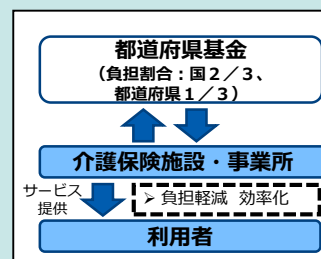 都道府県基金
（負担割合：国２／３、
都道府県１／３）
介護保険施設・事業所
サービス
提供
➢ 負担軽減 効率化
利用者